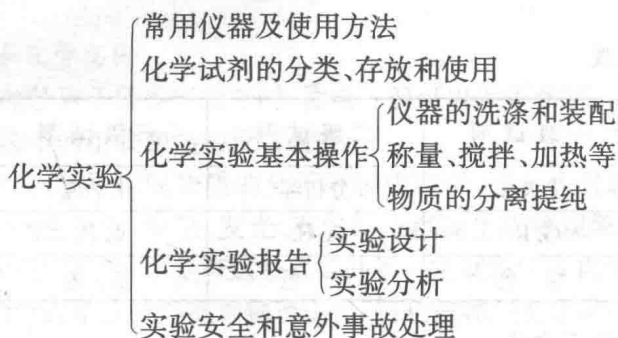 常用仪器及使用方法
化学试剂的分类、存放和使用
仪器的洗涤和装配
化学实验基本操作
称量、搅拌、加热等
化学实验
物质的分离提纯
实验设计
化学实验报告
实验分析
实验安全和意外事故处理